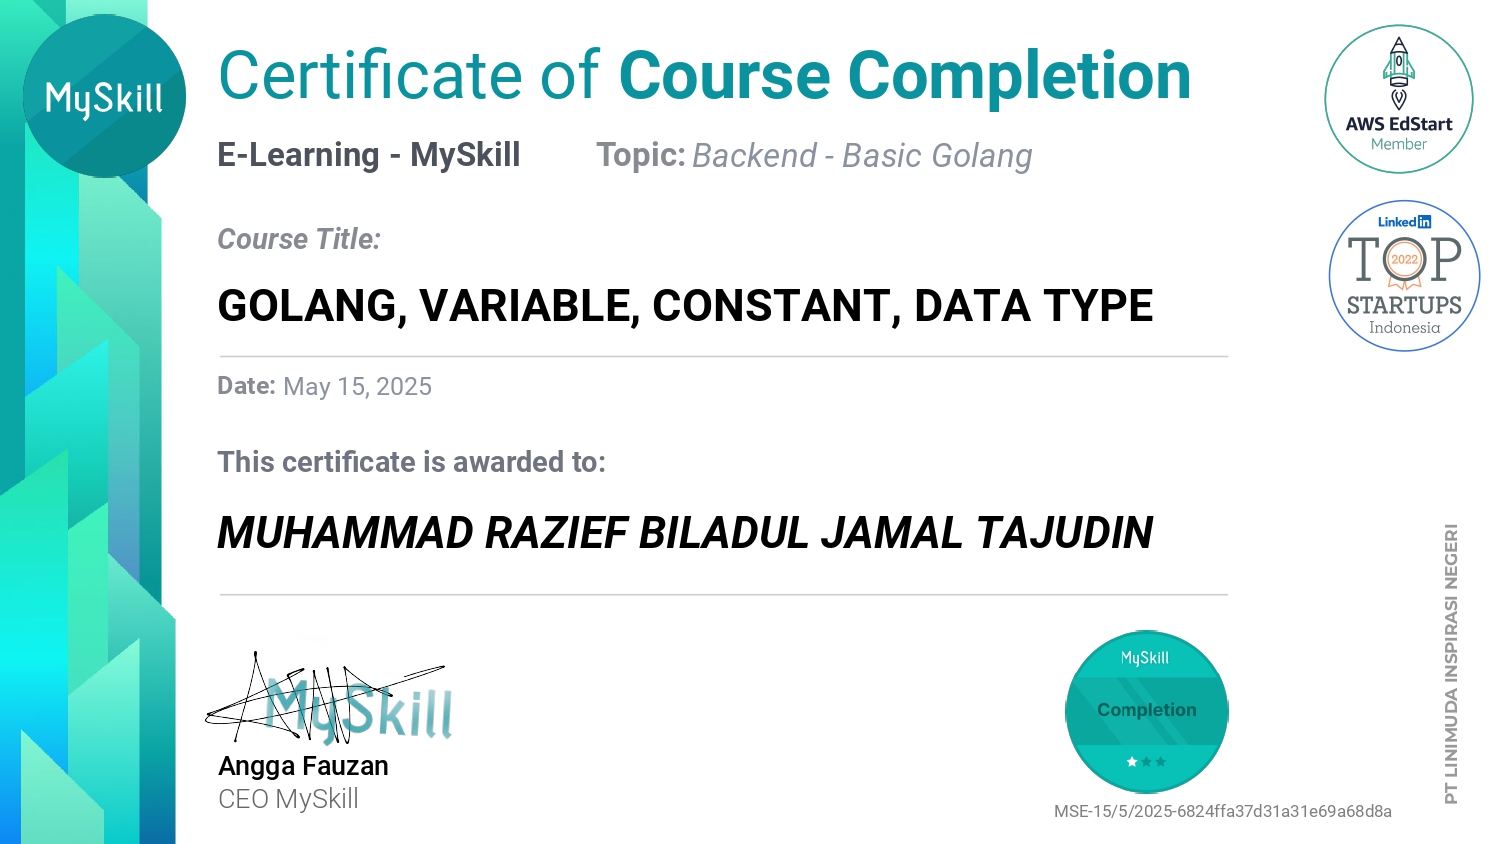 MySkill
Certificate of Course Completion
E-Learning - MySkill Topic: Backend - Basic Golang
Course Title:
GOLANG, VARIABLE, CONSTANT, DATA TYPE
Date: May 15, 2025
This certificate is awarded to:
MUHAMMAD RAZIEF BILADUL JAMAL TAJUDIN
MySkill
Angga Fauzan
CEO MySkill
AWS EdStart
Member
Linked in
TOP
2022
STARTUPS
Indonesia
MySkill
Completion
MSE-15/5/2025-6824ffa37d31a31e69a68d8a
PT LINIMUDA INSPIRASI NEGERI